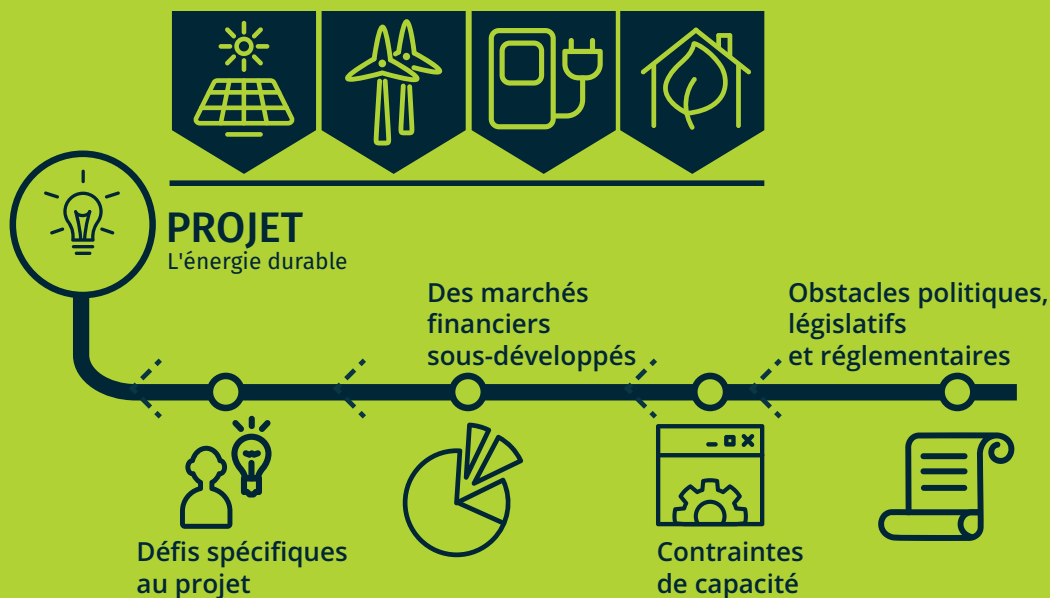 PROJET
L'énergie durable
Des marchés
financiers
sous-développés
Obstacles politiques,
législatifs
et réglementaires
Défis spécifiques
au projet
Contraintes
de capacité